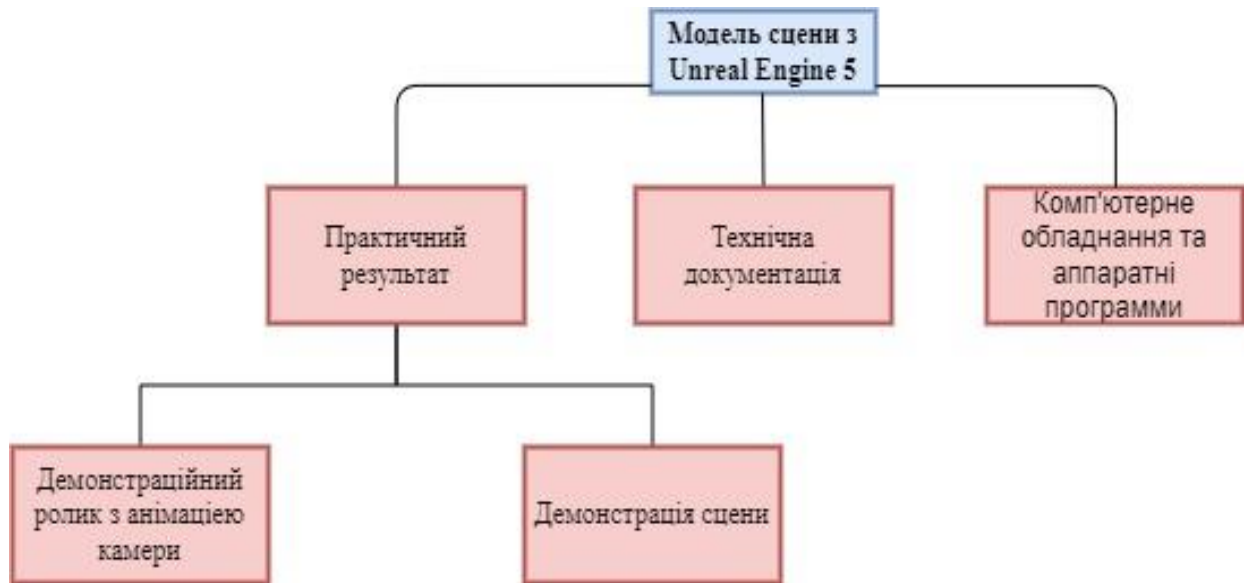 Модель сцени з
Unreal Engine 5
Практичний
результат
Технічна
документація
Комп'ютерне
обладнання та
аппаратні
программи
Демонстраційний
ролик з анімацією
камери
Демонстрація сцени